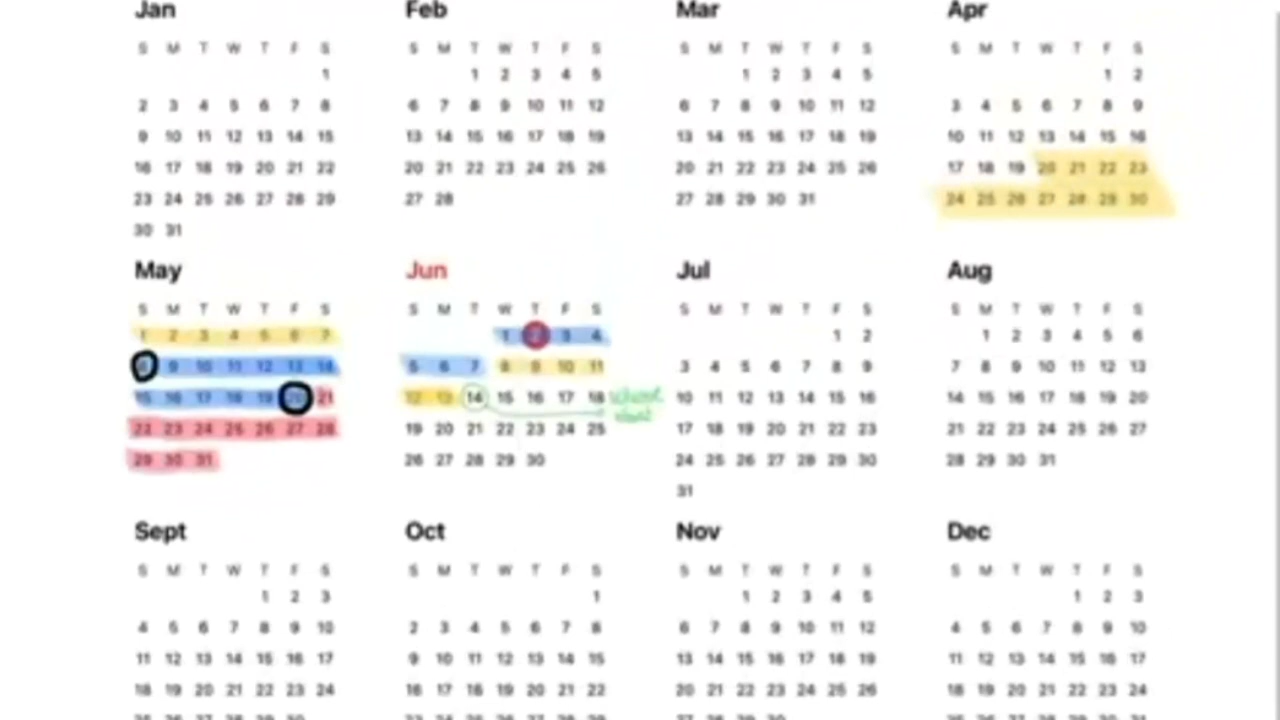 Jan Feb Mar Apr
S M T W T F S S M T W T F S S M T W T F S S M T W T F S
1 1 2 3 4 5 1 2 3 4 5 1 2
2 3 4 5 6 7 8 6 7 8 9 10 11 12 6 7 8 9 10 11 12 3 4 5 6 7 8 9
9 10 11 12 13 14 15 13 14 15 16 17 18 19 13 14 15 16 17 18 19 10 11 12 13 14 15 16
16 17 18 19 20 21 22 20 21 22 23 24 25 26 20 21 22 23 24 25 26 17 18 19 20 21 22 23
23 24 25 26 27 28 29 27 28 27 28 29 30 31 24 25 26 27 28 29 30
30 31
May Jun Jul Aug
S M T W T F S S M T W T F S S M T W T F S S M T W T F S
1 2 3 4 5 6 7 1 2 3 4 1 2 1 2 3 4 5 6
8 9 10 11 12 13 14 5 6 7 8 9 10 11 3 4 5 6 7 8 9 7 8 9 10 11 12 13
15 16 17 18 19 20 21 12 13 14 15 16 17 18 school start 10 11 12 13 14 15 16 14 15 16 17 18 19 20
22 23 24 25 26 27 28 19 20 21 22 23 24 25 17 18 19 20 21 22 23 21 22 23 24 25 26 27
29 30 31 26 27 28 29 30 24 25 26 27 28 29 30 28 29 30 31
31
Sept Oct Nov Dec
S M T W T F S S M T W T F S S M T W T F S S M T W T F S
1 2 3 1 1 2 3 4 5 1 2 3
4 5 6 7 8 9 10 2 3 4 5 6 7 8 6 7 8 9 10 11 12 4 5 6 7 8 9 10
11 12 13 14 15 16 17 9 10 11 12 13 14 15 13 14 15 16 17 18 19 11 12 13 14 15 16 17
18 19 20 21 22 23 24 16 17 18 19 20 21 22 20 21 22 23 24 25 26 18 19 20 21 22 23 24